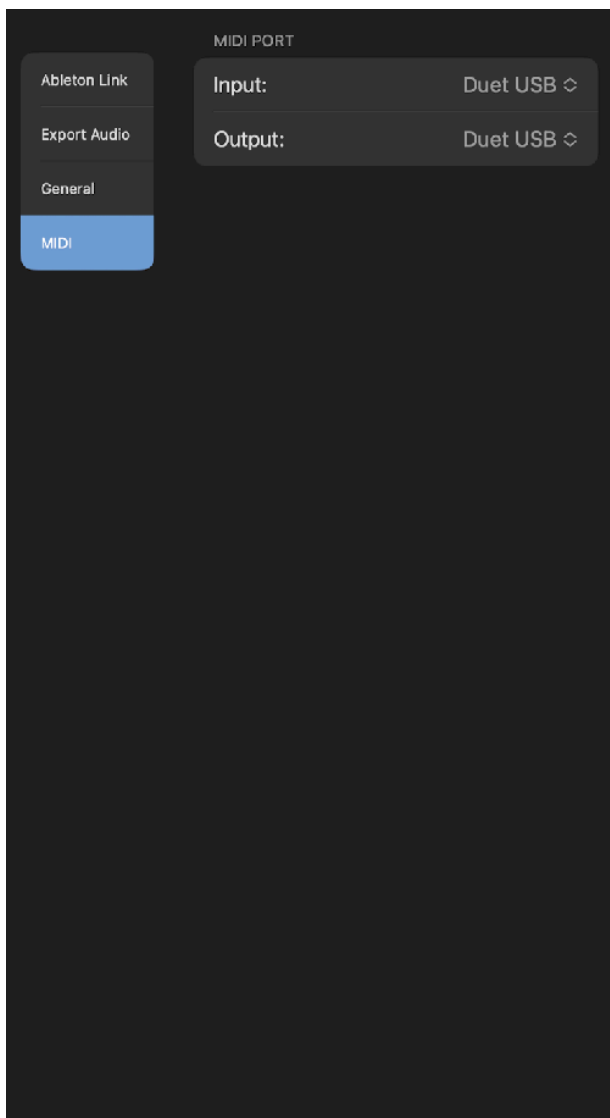 Ableton Link
Export Audio
General
MIDI
MIDI PORT
Input: Duet USB
Output: Duet USB